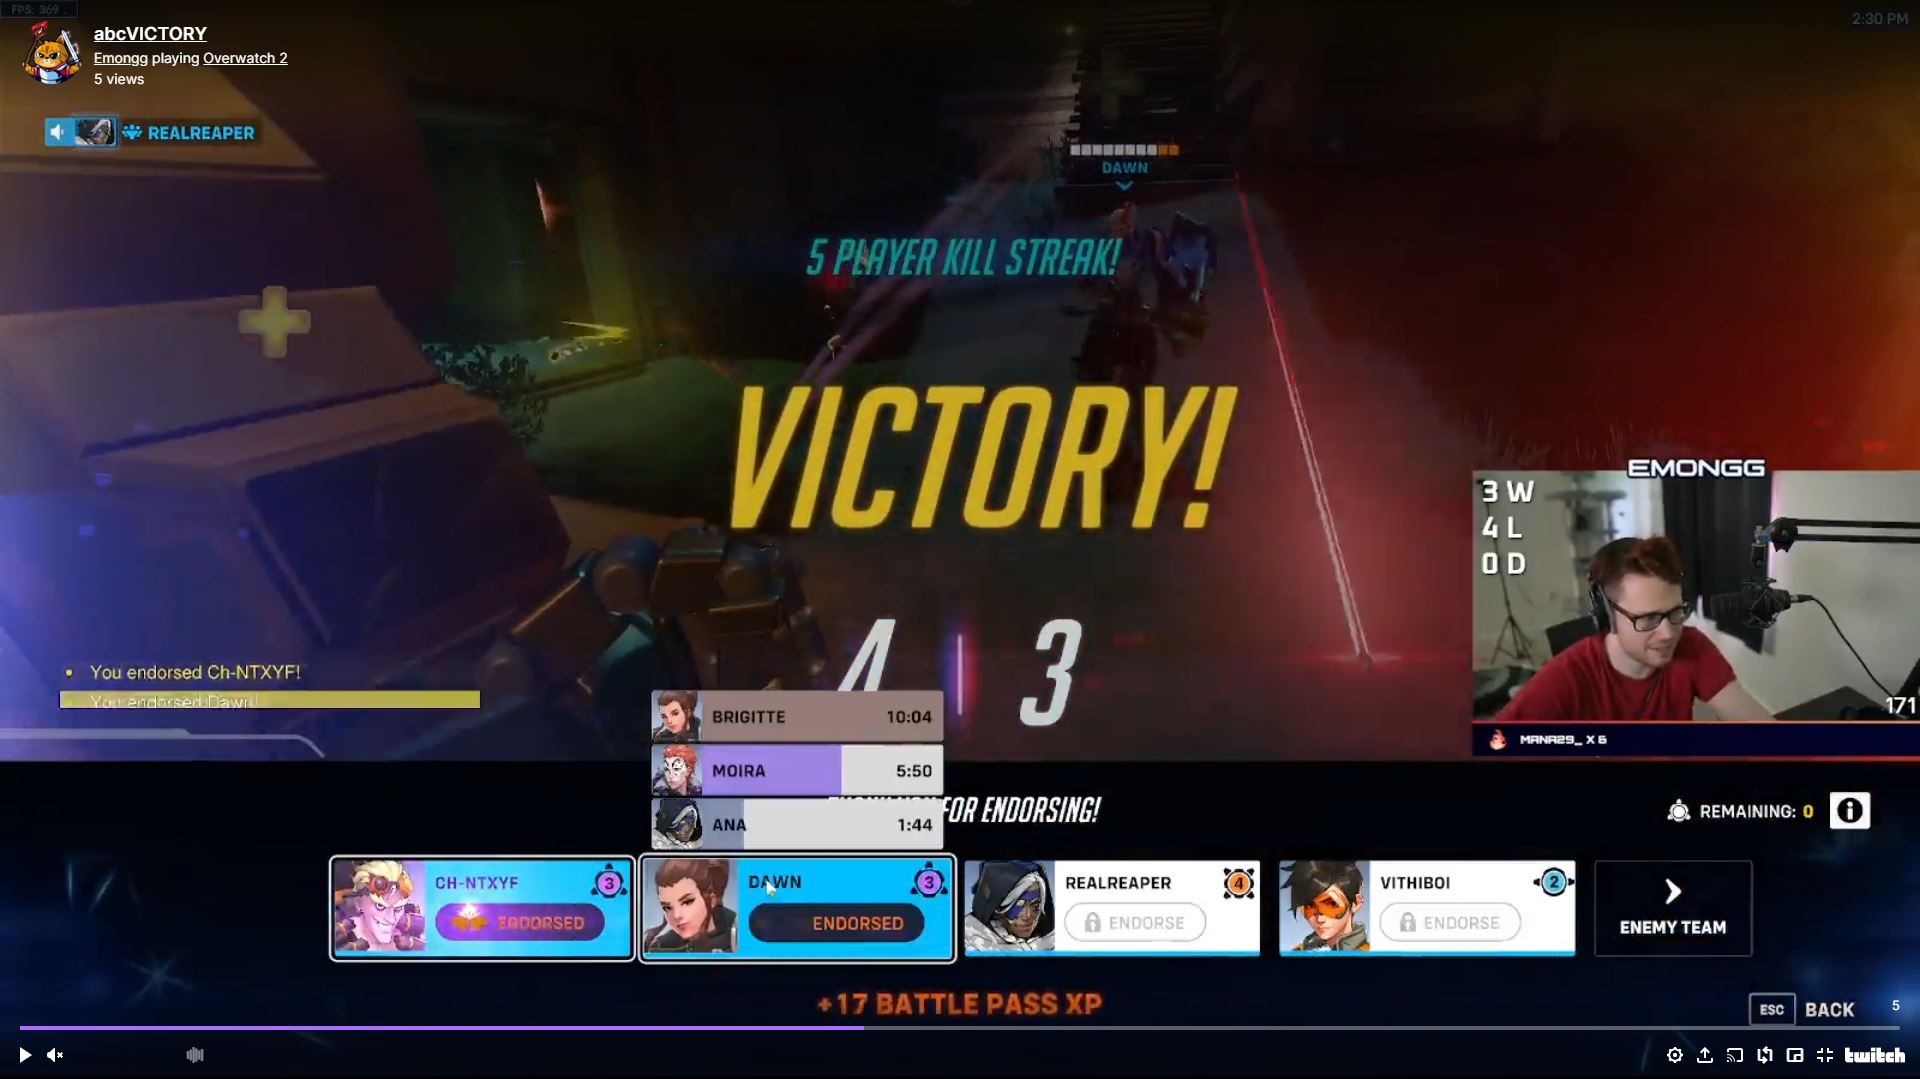 FPS: 369
2:30 PM
abcVICTORY
Emongg playing Overwatch 2
5 views
REALREAPER
DAWN
5 PLAYER KILL STREAK!
VICTORY!
EMONGG
3 W
4 L
0 D
4 3
You endorsed Ch-NTXYF!
You endorsed Dawn!
171
MANA29_ X 6
BRIGITTE 10:04
MOIRA 5:50
ANA 1:44
FOR ENDORSING!
REMAINING: 0
CH-NTXYF 3
ENDORSED
DAWN 3
ENDORSED
REALREAPER 4
ENDORSE
VITHIBOI 2
ENDORSE
ENEMY TEAM
+17 BATTLE PASS XP
ESC BACK
5
twitch